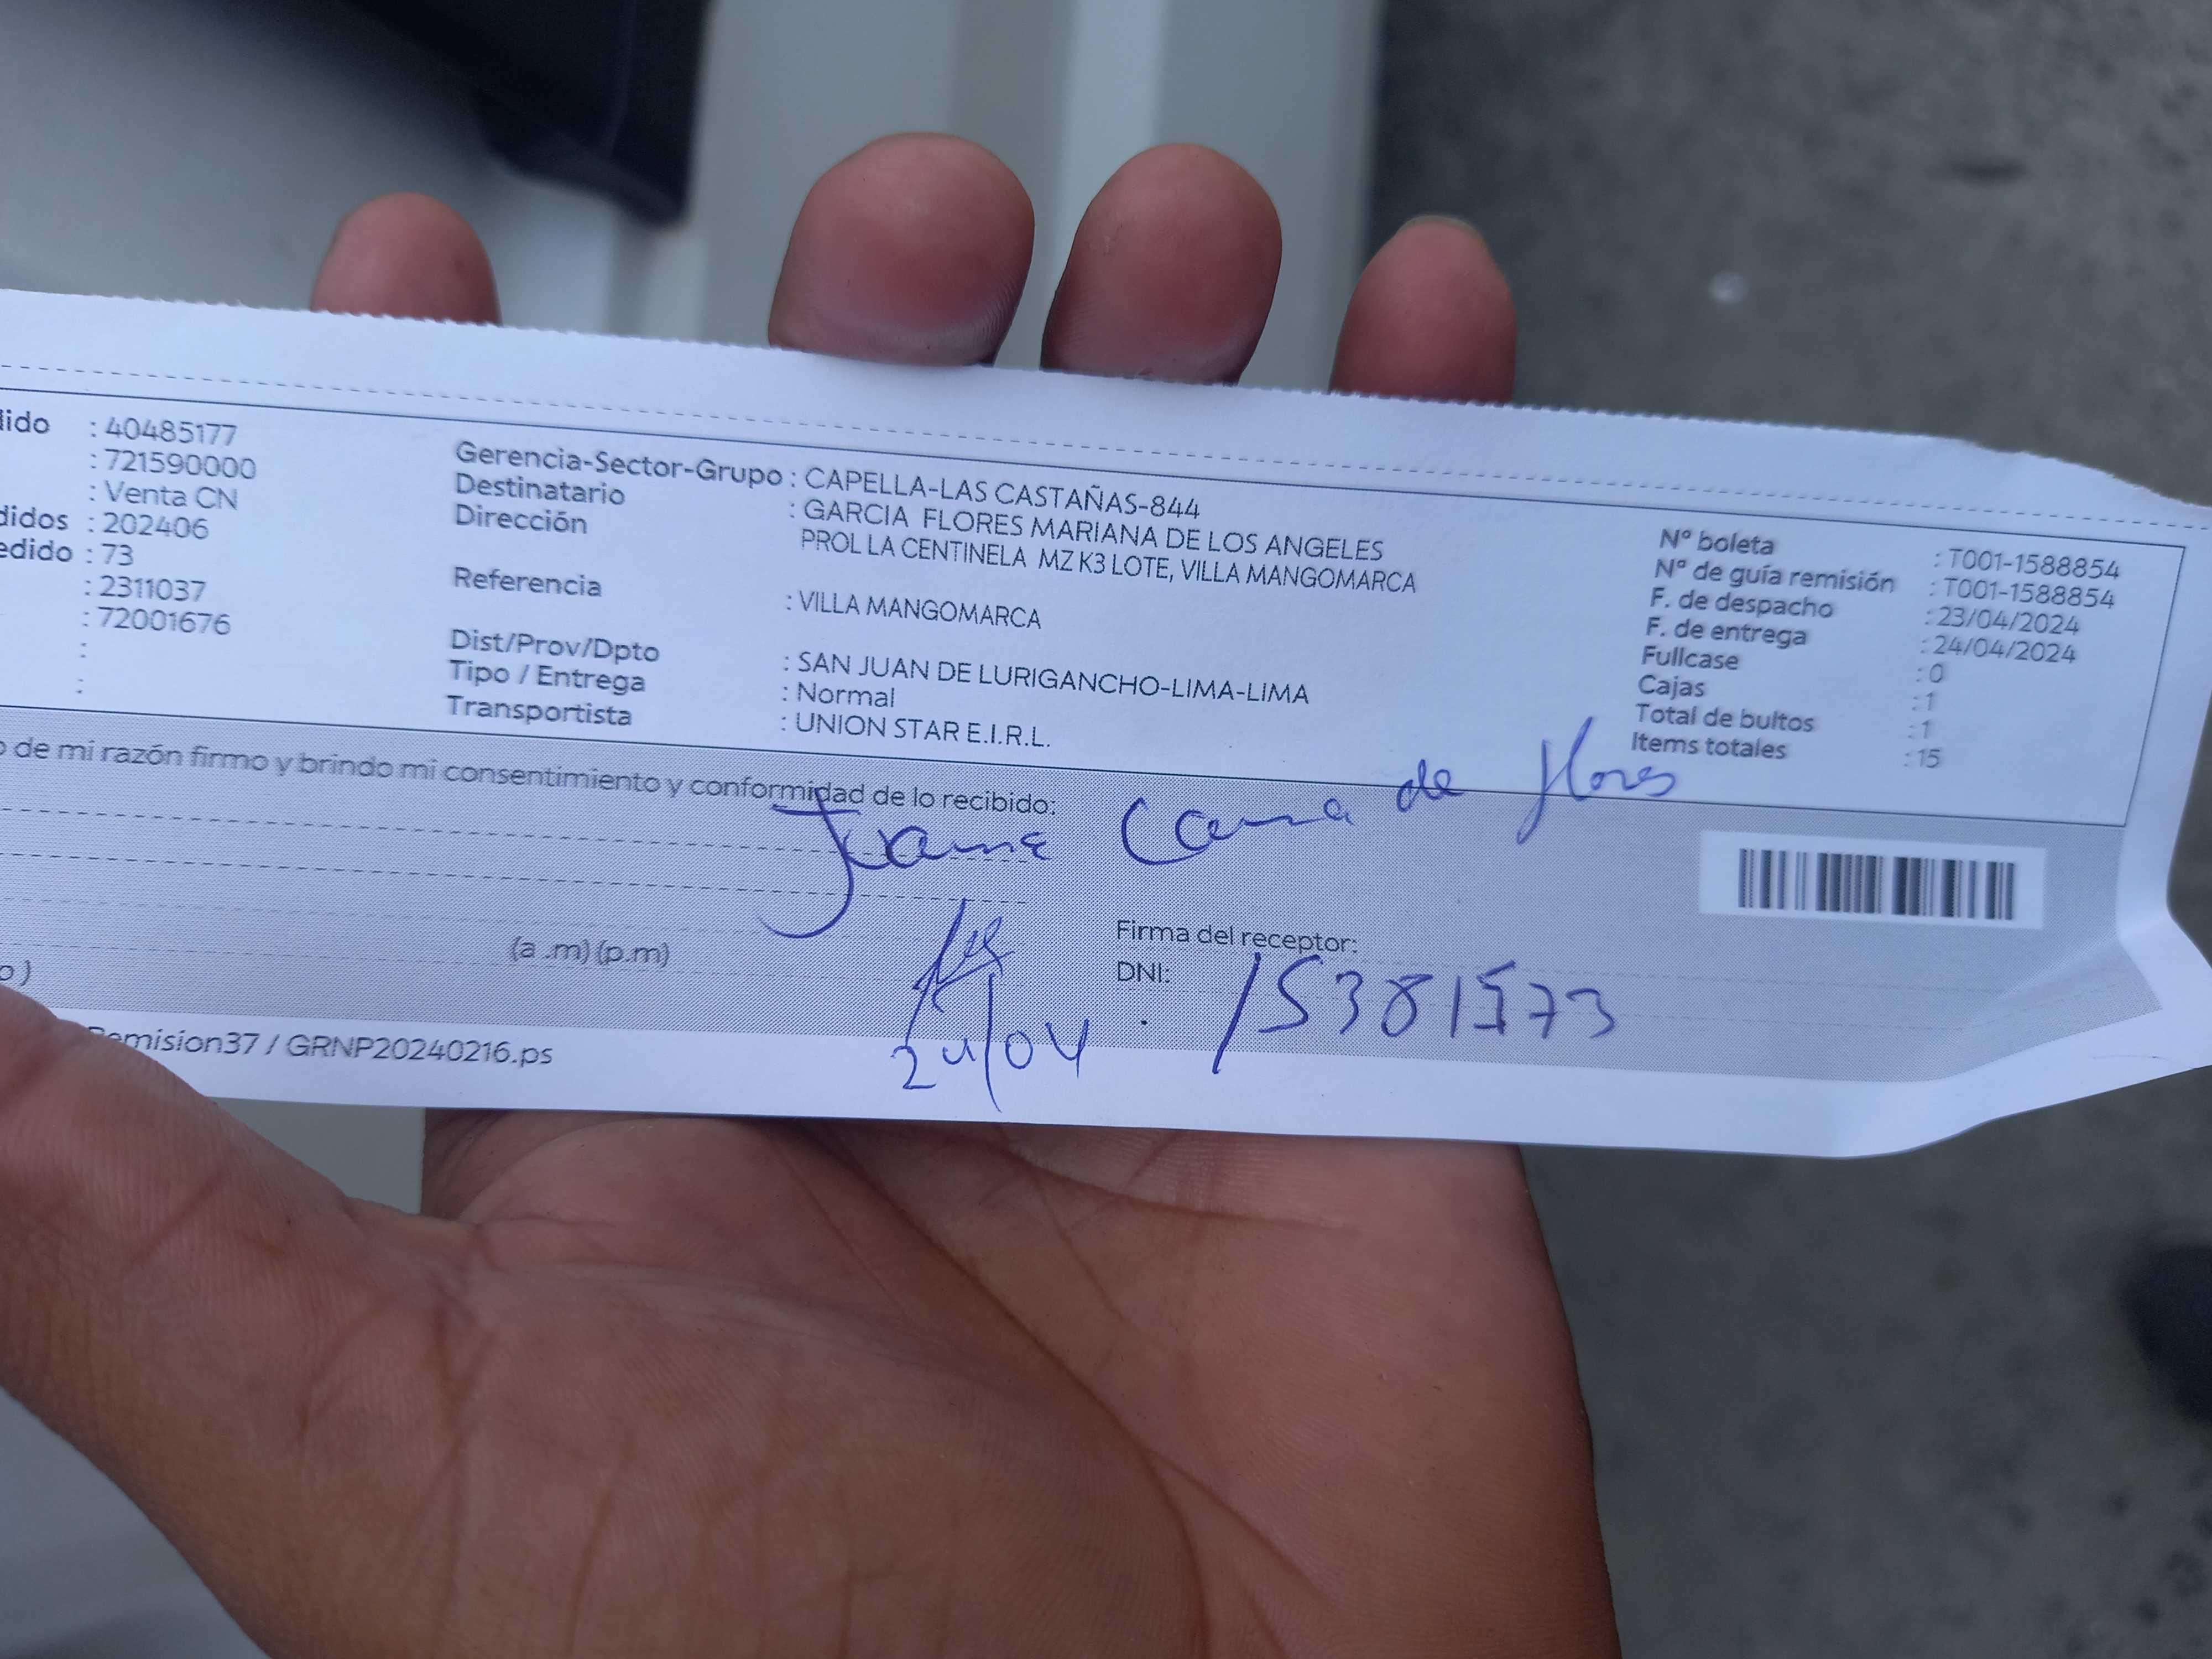 dido : 40485177
: 721590000
: Venta CN
didos : 202406
edido : 73
: 2311037
: 72001676
:
:
Gerencia-Sector-Grupo : CAPELLA-LAS CASTAÑAS-844
Destinatario : GARCIA FLORES MARIANA DE LOS ANGELES
Dirección PROL LA CENTINELA MZ K3 LOTE, VILLA MANGOMARCA
Referencia : VILLA MANGOMARCA
Dist/Prov/Dpto : SAN JUAN DE LURIGANCHO-LIMA-LIMA
Tipo / Entrega : Normal
Transportista : UNION STAR E.I.R.L.
N° boleta : T001-1588854
N° de guía remisión : T001-1588854
F. de despacho : 23/04/2024
F. de entrega : 24/04/2024
Fullcase : 0
Cajas : 1
Total de bultos : 1
Items totales : 15
o de mi razón firmo y brindo mi consentimiento y conformidad de lo recibido:
de flores
(a .m) (p.m)
Firma del receptor:
DNI: 15381573
o )
24/04
Remision37 / GRNP20240216.ps